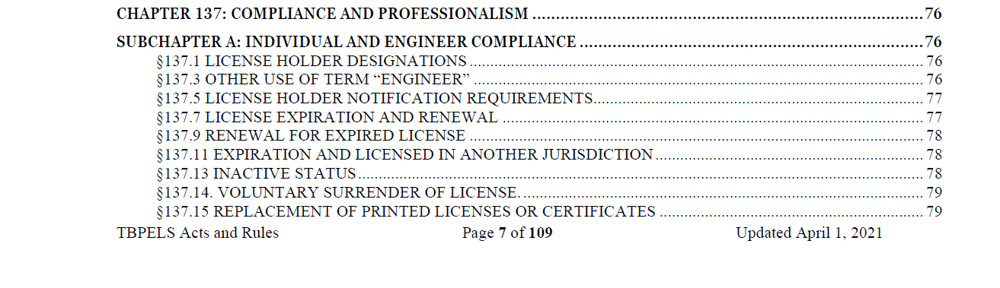 CHAPTER 137: COMPLIANCE AND PROFESSIONALISM ................................................................................... 76
SUBCHAPTER A: INDIVIDUAL AND ENGINEER COMPLIANCE ......................................................................... 76
§137.1 LICENSE HOLDER DESIGNATIONS ............................................................................................................ 76
§137.3 OTHER USE OF TERM “ENGINEER” ........................................................................................................... 76
§137.5 LICENSE HOLDER NOTIFICATION REQUIREMENTS............................................................................... 77
§137.7 LICENSE EXPIRATION AND RENEWAL .................................................................................................... 77
§137.9 RENEWAL FOR EXPIRED LICENSE ............................................................................................................ 78
§137.11 EXPIRATION AND LICENSED IN ANOTHER JURISDICTION ................................................................ 78
§137.13 INACTIVE STATUS ...................................................................................................................................... 78
§137.14. VOLUNTARY SURRENDER OF LICENSE. ................................................................................................ 79
§137.15 REPLACEMENT OF PRINTED LICENSES OR CERTIFICATES ............................................................... 79
TBPELS Acts and Rules Page 7 of 109 Updated April 1, 2021